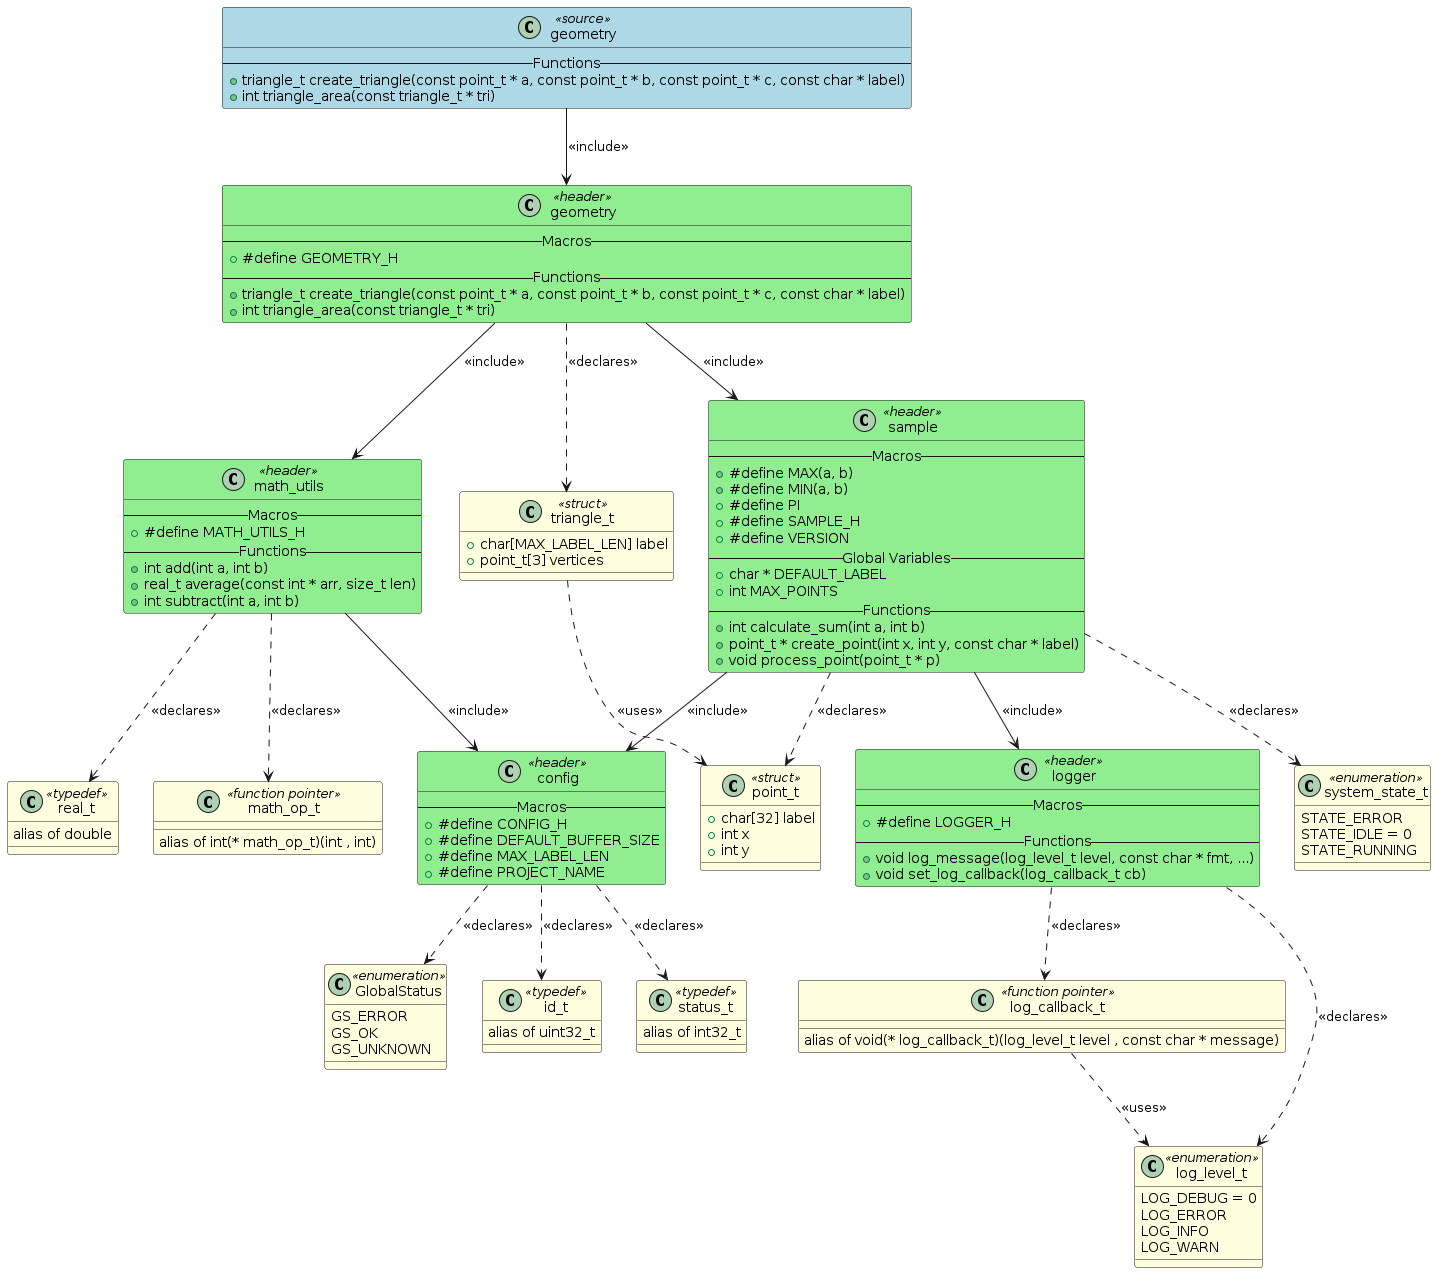 «source»
C geometry
Functions
triangle_t create_triangle(const point_t * a, const point_t * b, const point_t * c, const char * label)
int triangle_area(const triangle_t * tri)
«include»
«header»
C geometry
Macros
#define GEOMETRY_H
Functions
triangle_t create_triangle(const point_t * a, const point_t * b, const point_t * c, const char * label)
int triangle_area(const triangle_t * tri)
«include»
«declares»
«include»
«header»
C sample
Macros
#define MAX(a, b)
#define MIN(a, b)
#define PI
#define SAMPLE_H
#define VERSION
Global Variables
char * DEFAULT_LABEL
int MAX_POINTS
Functions
int calculate_sum(int a, int b)
point_t * create_point(int x, int y, const char * label)
void process_point(point_t * p)
«header»
C math_utils
Macros
#define MATH_UTILS_H
Functions
int add(int a, int b)
real_t average(const int * arr, size_t len)
int subtract(int a, int b)
«struct»
C triangle_t
char[MAX_LABEL_LEN] label
point_t[3] vertices
«declares»
«declares»
«include»
«uses»
«include»
«declares»
«include»
«declares»
«typedef»
C real_t
alias of double
«function pointer»
C math_op_t
alias of int(* math_op_t)(int , int)
«header»
C config
Macros
#define CONFIG_H
#define DEFAULT_BUFFER_SIZE
#define MAX_LABEL_LEN
#define PROJECT_NAME
«struct»
C point_t
char[32] label
int x
int y
«header»
C logger
Macros
#define LOGGER_H
Functions
void log_message(log_level_t level, const char * fmt, ...)
void set_log_callback(log_callback_t cb)
«enumeration»
C system_state_t
STATE_ERROR
STATE_IDLE = 0
STATE_RUNNING
«declares»
«declares»
«declares»
«declares»
«declares»
«enumeration»
C GlobalStatus
GS_ERROR
GS_OK
GS_UNKNOWN
«typedef»
C id_t
alias of uint32_t
«typedef»
C status_t
alias of int32_t
«function pointer»
C log_callback_t
alias of void(* log_callback_t)(log_level_t level , const char * message)
«uses»
«enumeration»
C log_level_t
LOG_DEBUG = 0
LOG_ERROR
LOG_INFO
LOG_WARN